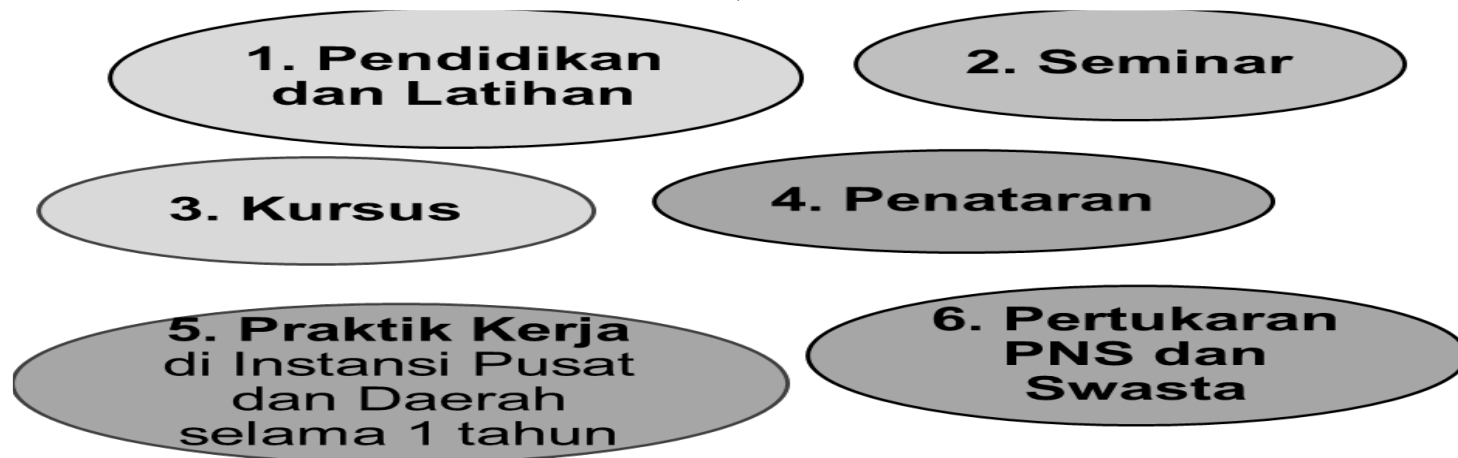 1. Pendidikan
dan Latihan
2. Seminar
3. Kursus
4. Penataran
5. Praktik Kerja
di Instansi Pusat
dan Daerah
selama 1 tahun
6. Pertukaran
PNS dan
Swasta